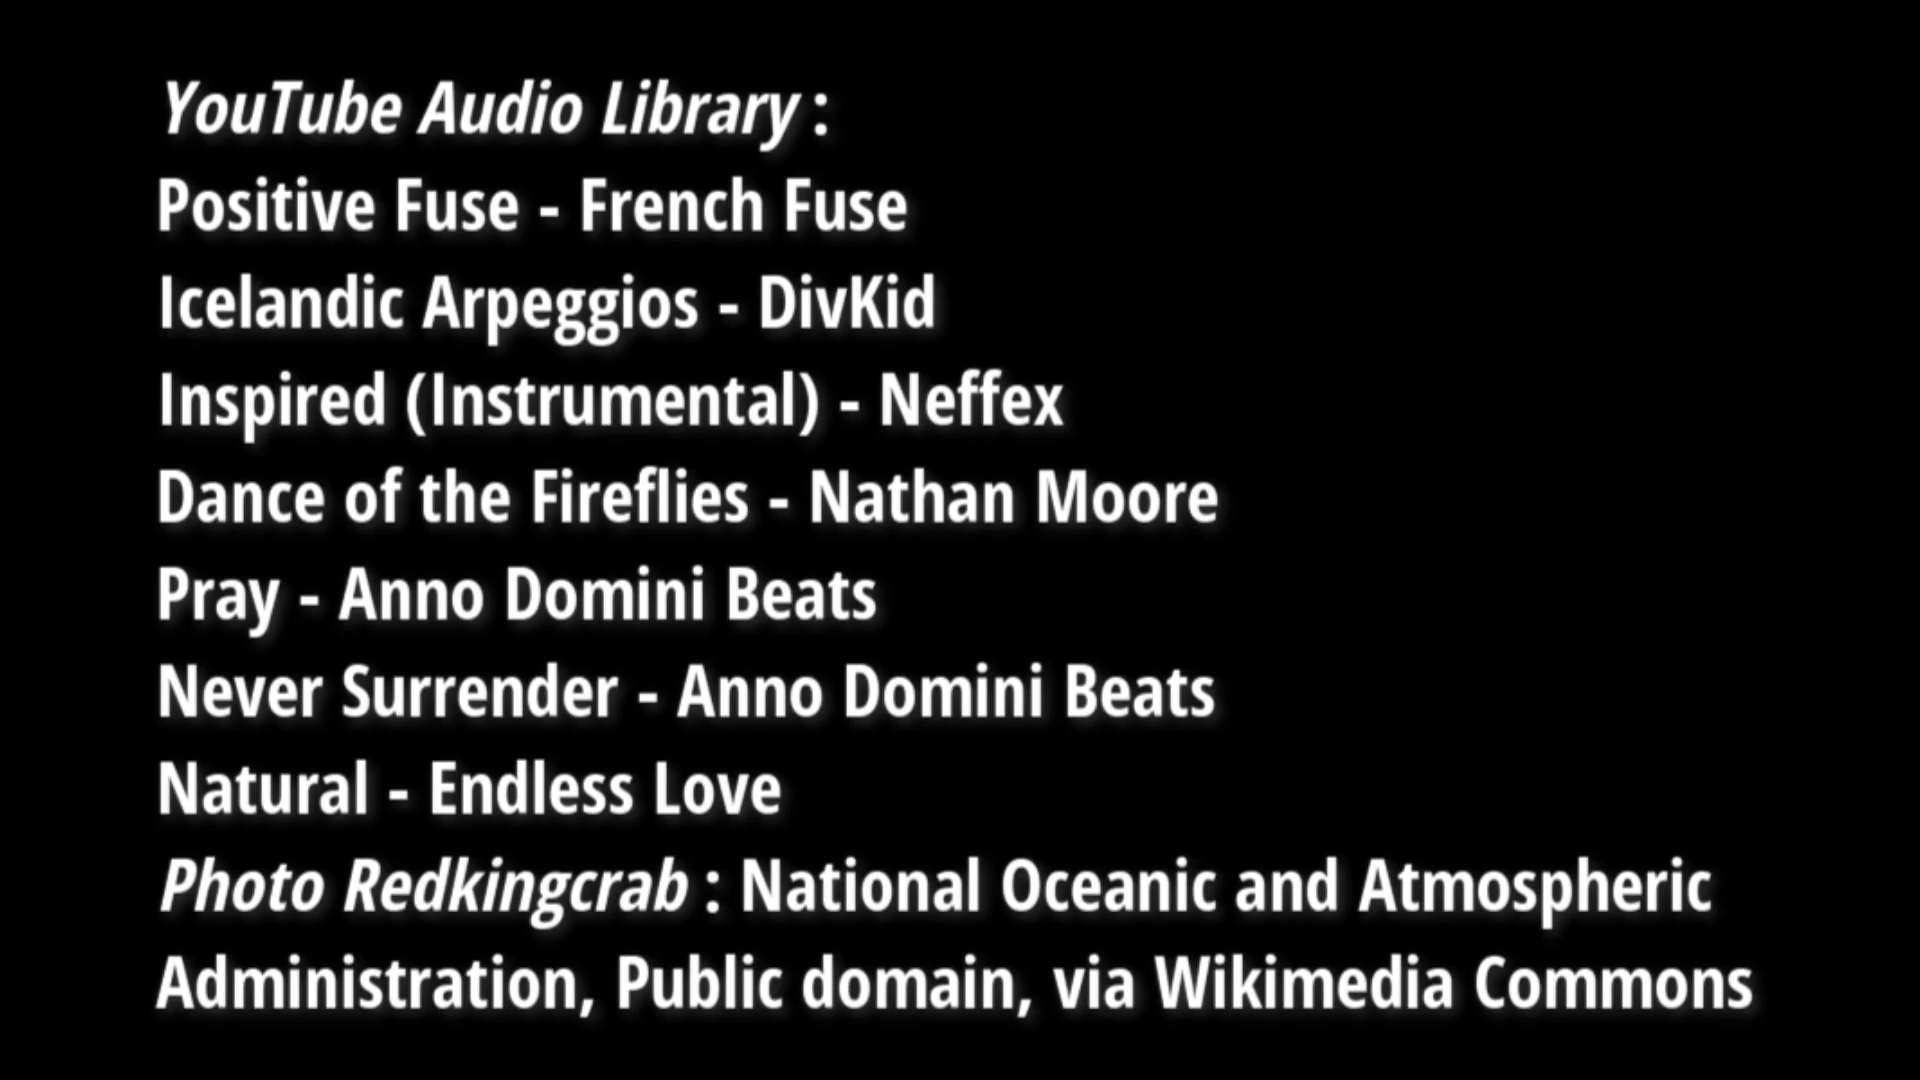 YouTube Audio Library :
Positive Fuse - French Fuse
Icelandic Arpeggios - DivKid
Inspired (Instrumental) - Neffex
Dance of the Fireflies - Nathan Moore
Pray - Anno Domini Beats
Never Surrender - Anno Domini Beats
Natural - Endless Love
Photo Redkingcrab : National Oceanic and Atmospheric
Administration, Public domain, via Wikimedia Commons